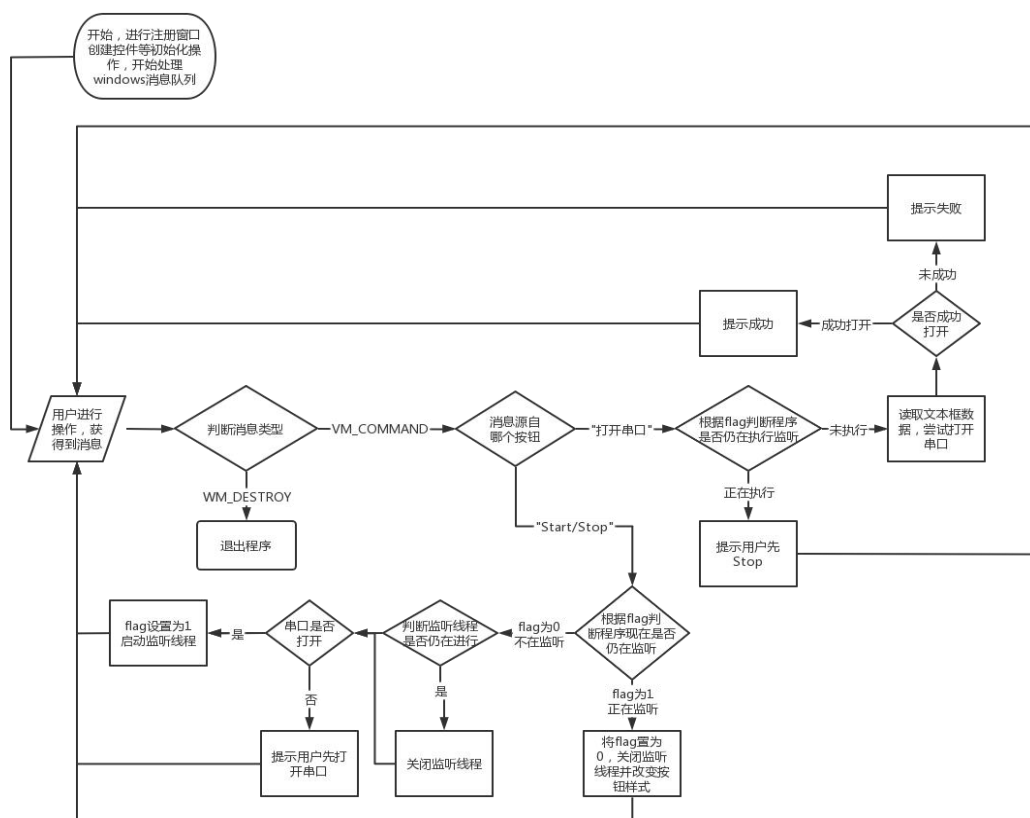 开始，进行注册窗口
创建控件等初始化操
作，开始处理
windows消息队列
提示失败
未成功
是否成功
打开
成功打开
提示成功
用户进行
操作，获
得到消息
判断消息类型
VM_COMMAND
消息源自
哪个按钮
"打开串口"
根据flag判断程序
是否仍在执行监听
未执行
读取文本框数
据，尝试打开
串口
WM_DESTROY
退出程序
正在执行
提示用户先
Stop
"Start/Stop"
根据flag判
断程序现在是否
仍在监听
flag为0
不在监听
判断监听线程
是否仍在进行
串口是否
打开
是
flag设置为1
启动监听线程
否
提示用户先打
开串口
是
关闭监听线程
flag为1
正在监听
将flag置为
0，关闭监听
线程并改变按
钮样式